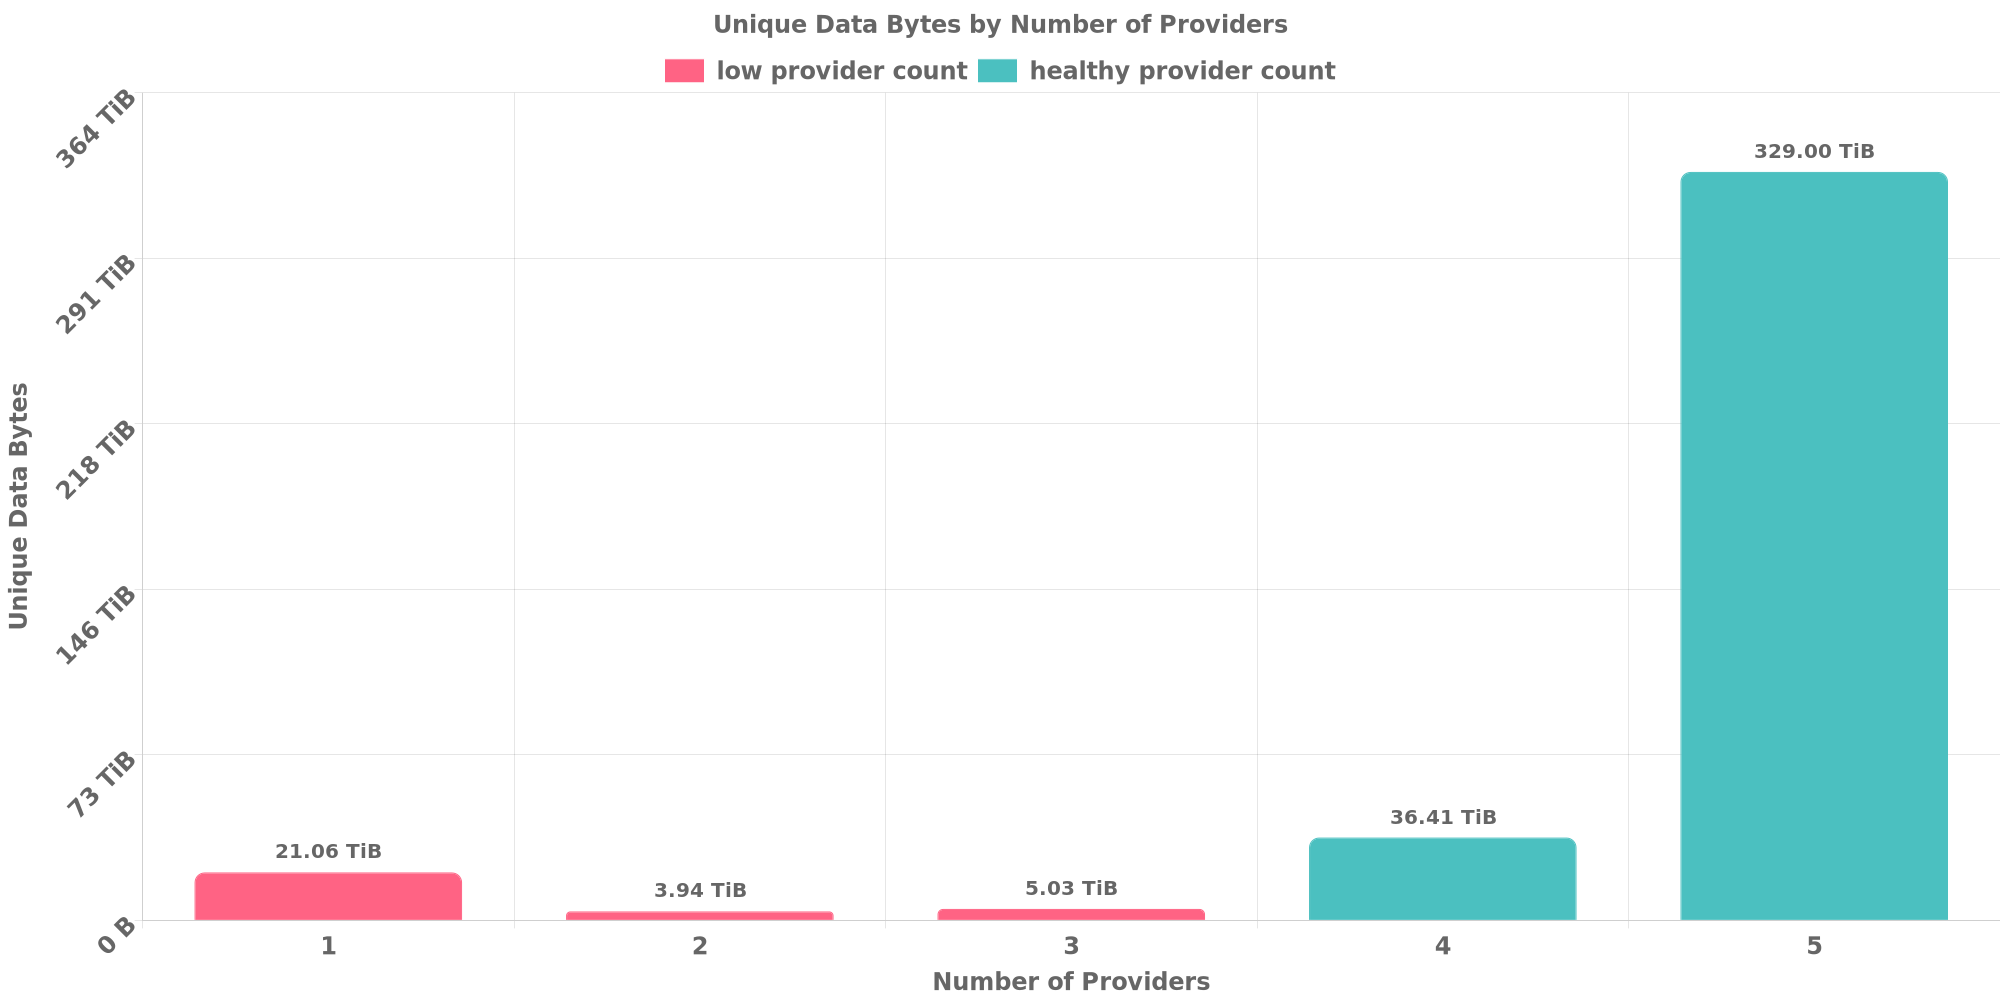 Unique Data Bytes by Number of Providers
low provider count
healthy provider count
364 TiB
291 TiB
218 TiB
146 TiB
73 TiB
0 B
Unique Data Bytes
21.06 TiB
3.94 TiB
5.03 TiB
36.41 TiB
329.00 TiB
1
2
3
4
5
Number of Providers